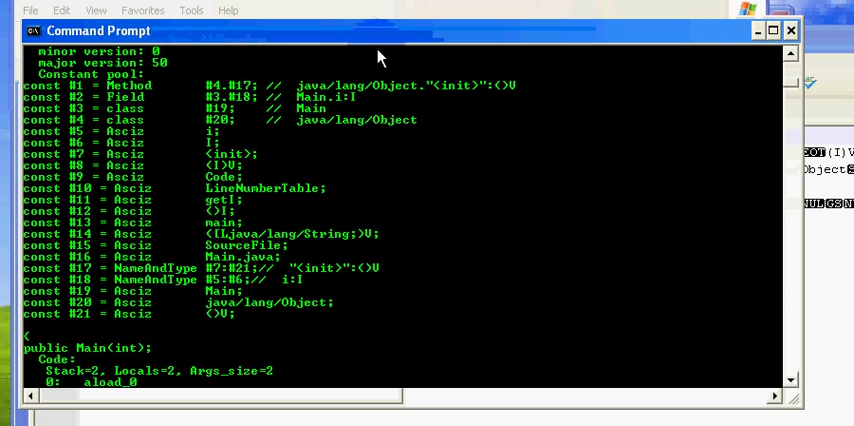 File Edit View Favorites Tools Help
Command Prompt
minor version: 0
major version: 50
Constant pool:
const #1 = Method #4.#17; // java/lang/Object."<init>":()V
const #2 = Field #3.#18; // Main.i:I
const #3 = class #19; // Main
const #4 = class #20; // java/lang/Object
const #5 = Asciz i;
const #6 = Asciz I;
const #7 = Asciz <init>;
const #8 = Asciz (I)V;
const #9 = Asciz Code;
const #10 = Asciz LineNumberTable;
const #11 = Asciz getI;
const #12 = Asciz ()I;
const #13 = Asciz main;
const #14 = Asciz ([Ljava/lang/String;)V;
const #15 = Asciz SourceFile;
const #16 = Asciz Main.java;
const #17 = NameAndType #7:#21;// "<init>":()V
const #18 = NameAndType #5:#6;// i:I
const #19 = Asciz Main;
const #20 = Asciz java/lang/Object;
const #21 = Asciz ()V;
{
public Main(int);
Code:
Stack=2, Locals=2, Args_size=2
0: aload_0
EOT(I)V
bject
NUL GS N